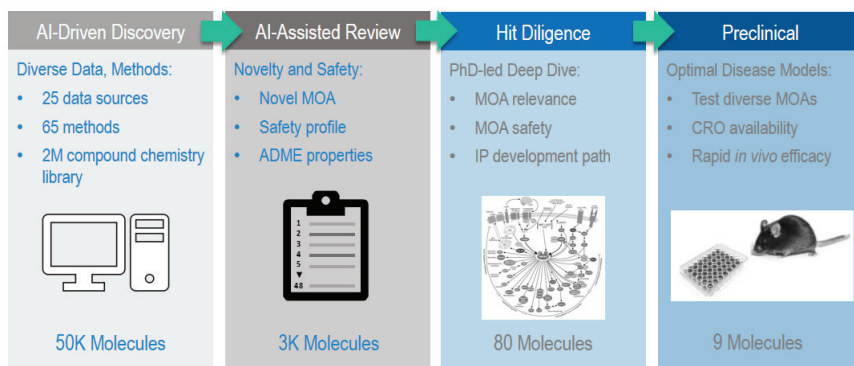 AI-Driven Discovery
Diverse Data, Methods:
• 25 data sources
• 65 methods
• 2M compound chemistry
library
50K Molecules
AI-Assisted Review
Novelty and Safety:
• Novel MOA
• Safety profile
• ADME properties
1
2
3
4
5
▼
48
3K Molecules
Hit Diligence
PhD-led Deep Dive:
• MOA relevance
• MOA safety
• IP development path
80 Molecules
Preclinical
Optimal Disease Models:
• Test diverse MOAs
• CRO availability
• Rapid in vivo efficacy
9 Molecules